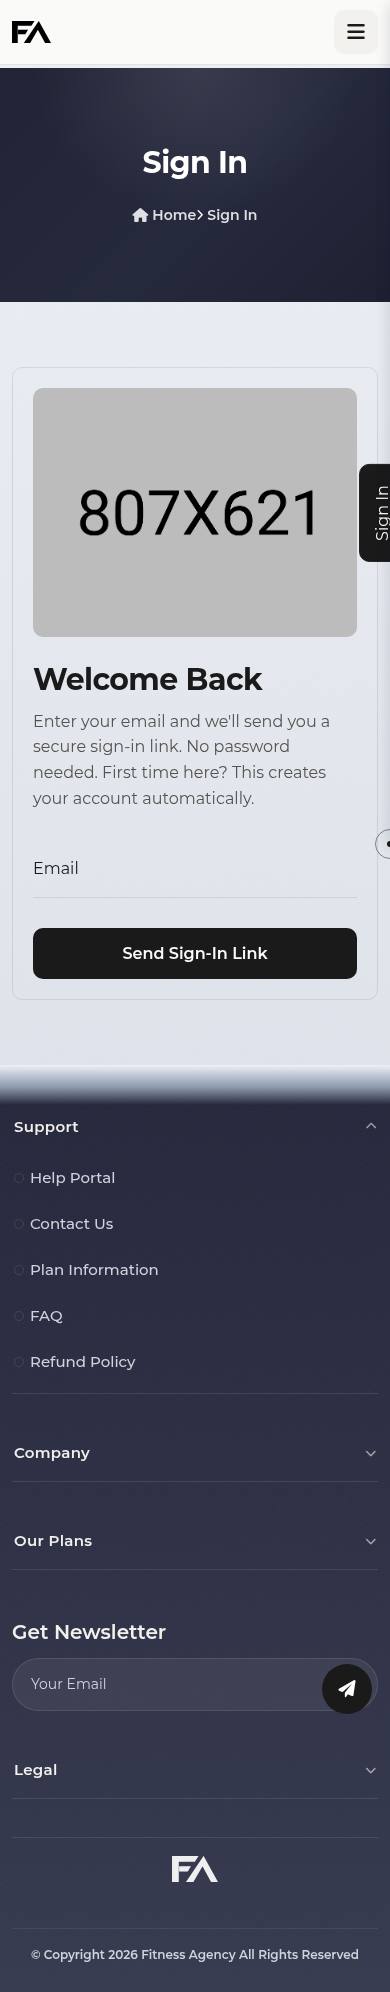 FA
Sign In
Home> Sign In
807X621
Sign In
Welcome Back
Enter your email and we'll send you a
secure sign-in link. No password
needed. First time here? This creates
your account automatically.
Email
Send Sign-In Link
Support
Help Portal
Contact Us
Plan Information
FAQ
Refund Policy
Company
Our Plans
Get Newsletter
Your Email
Legal
FA
© Copyright 2026 Fitness Agency All Rights Reserved